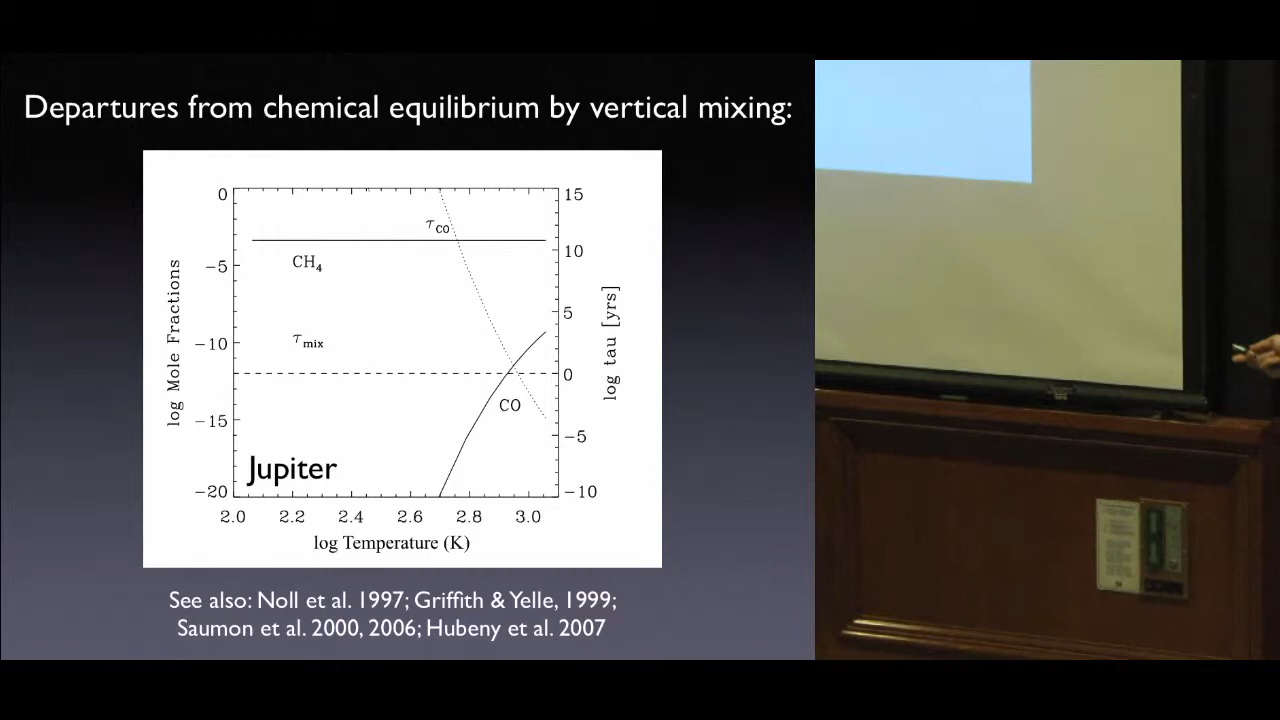 Departures from chemical equilibrium by vertical mixing:
0
−5
−10
−15
−20
log Mole Fractions
15
10
5
0
−5
−10
log tau [yrs]
τCO
CH4
τmix
CO
Jupiter
2.0 2.2 2.4 2.6 2.8 3.0
log Temperature (K)
See also: Noll et al. 1997; Griffith & Yelle, 1999;
Saumon et al. 2000, 2006; Hubeny et al. 2007